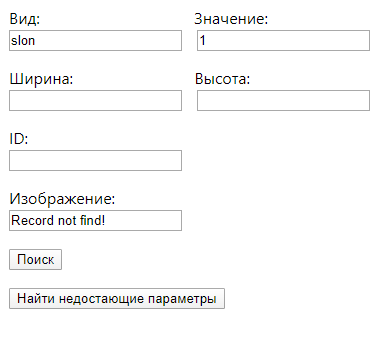 Вид: Значение:
slon 1
Ширина: Высота:
ID:
Изображение:
Record not find!
Поиск
Найти недостающие параметры